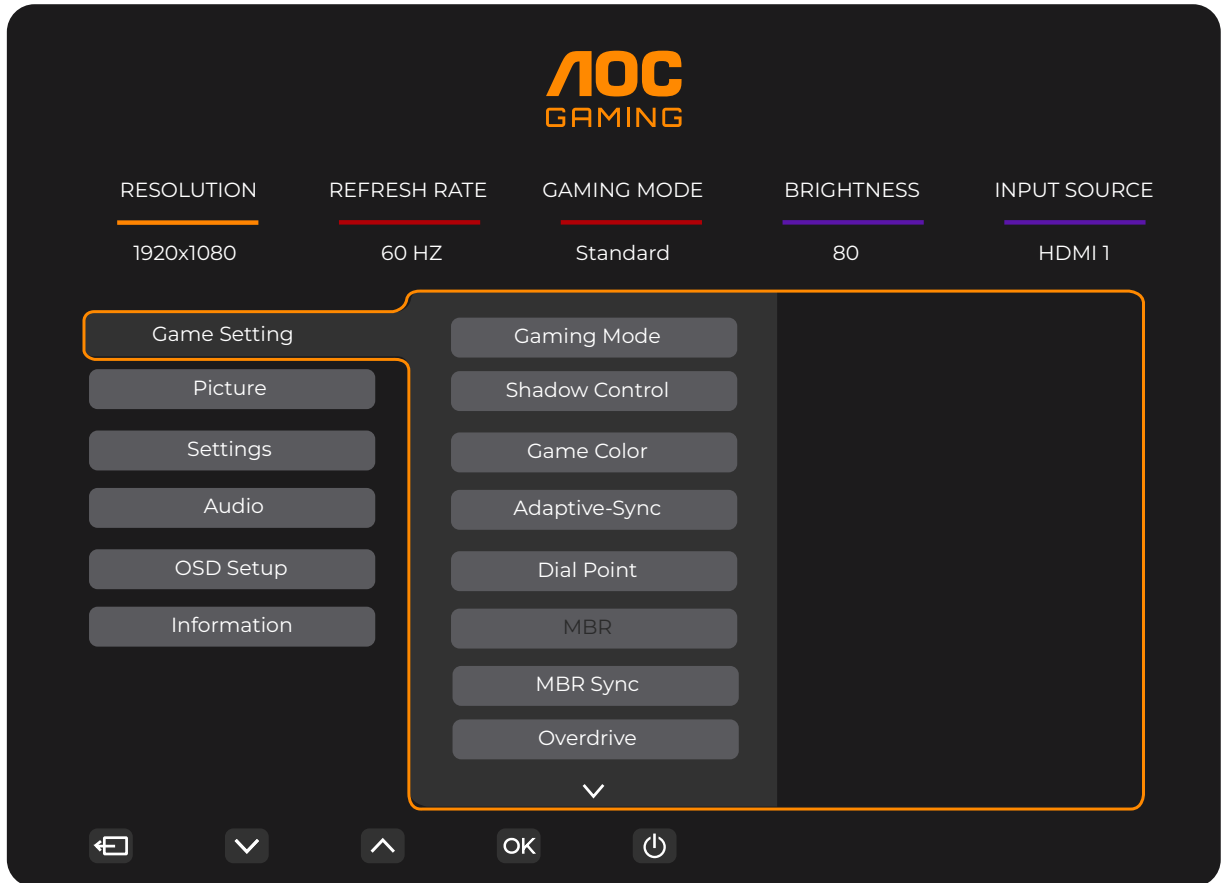 AOC
GAMING
RESOLUTION REFRESH RATE GAMING MODE BRIGHTNESS INPUT SOURCE
1920x1080 60 HZ Standard 80 HDMI 1
Game Setting
Picture
Settings
Audio
OSD Setup
Information
Gaming Mode
Shadow Control
Game Color
Adaptive-Sync
Dial Point
MBR
MBR Sync
Overdrive
OK